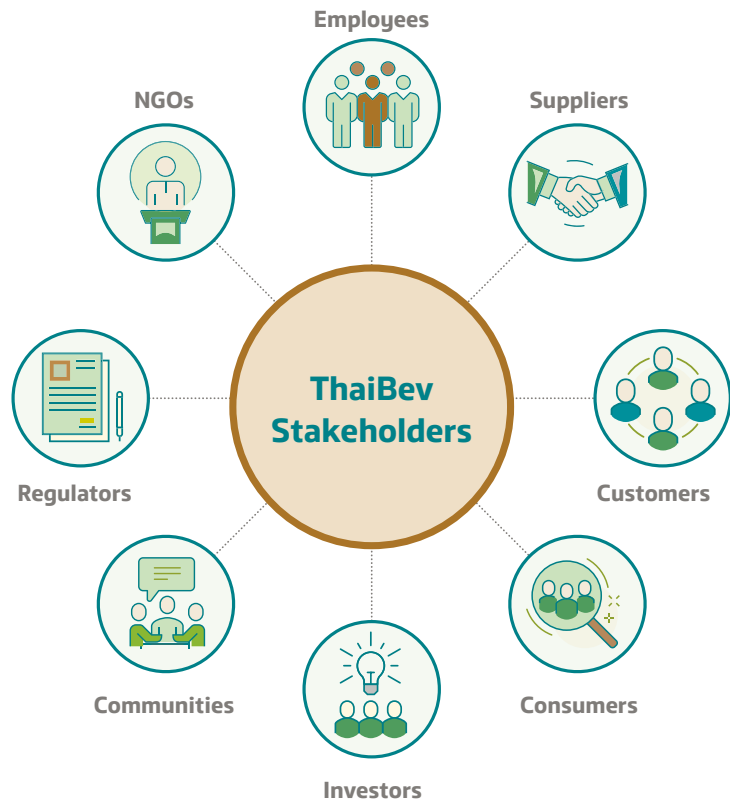 Employees
NGOs
Suppliers
ThaiBev
Stakeholders
Regulators
Customers
Communities
Consumers
Investors